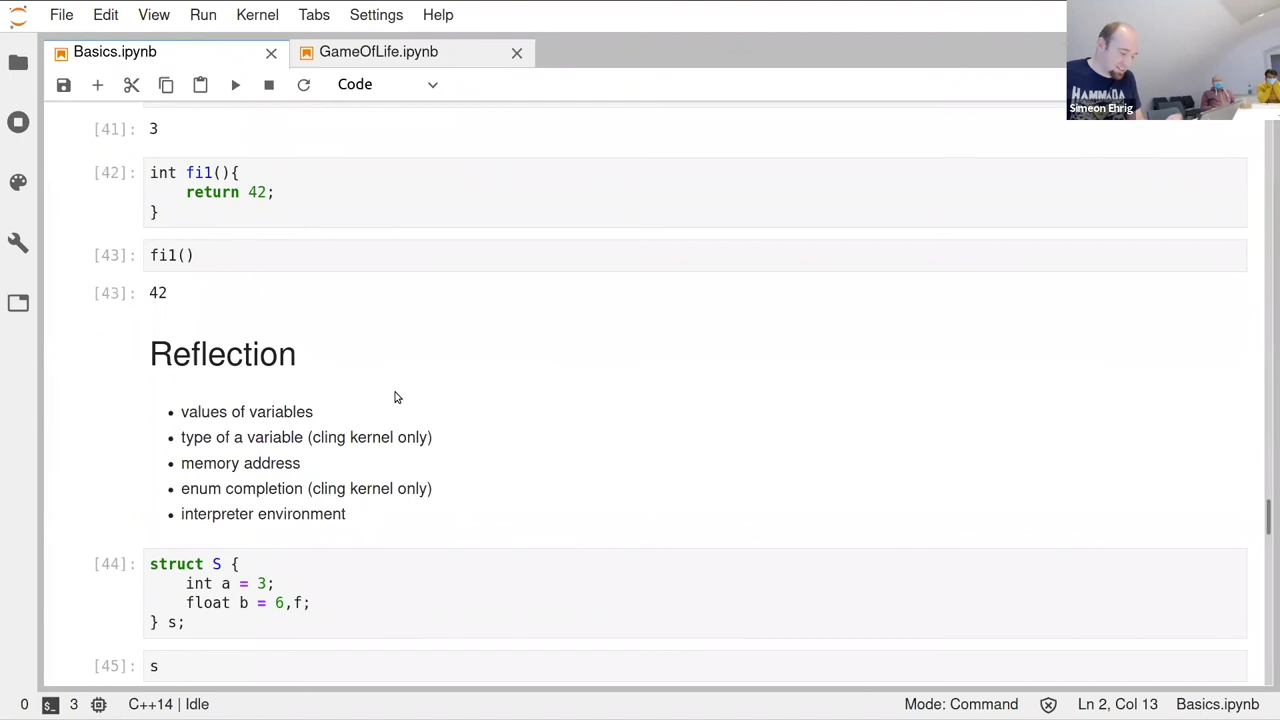 File Edit View Run Kernel Tabs Settings Help
Basics.ipynb
GameOfLife.ipynb
Code
HAMMADA
Simeon Ehrig
[41]: 3
[42]: int fi1(){
return 42;
}
[43]: fi1()
[43]: 42
Reflection
• values of variables
• type of a variable (cling kernel only)
• memory address
• enum completion (cling kernel only)
• interpreter environment
[44]: struct S {
int a = 3;
float b = 6,f;
} s;
[45]: s
0 $_ 3 C++14 | Idle Mode: Command Ln 2, Col 13 Basics.ipynb